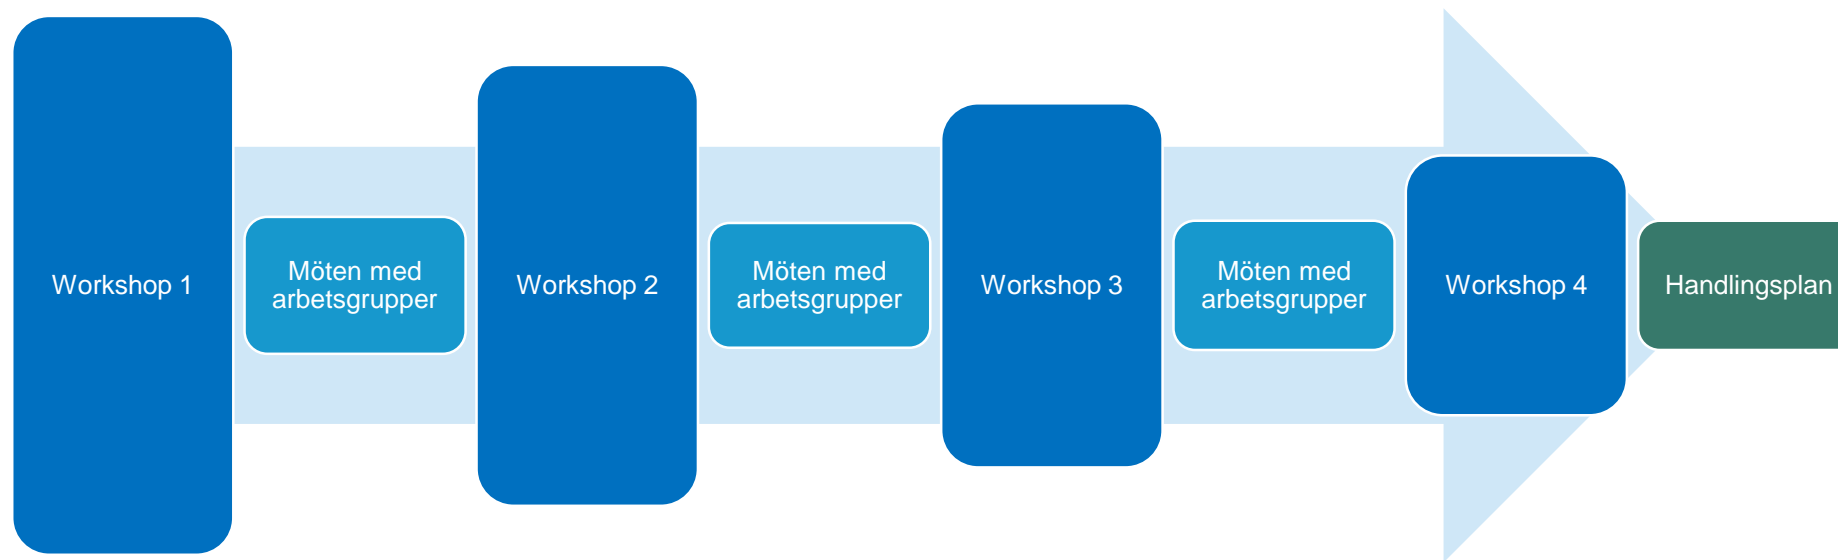 Workshop 1
Möten med
arbetsgrupper
Workshop 2
Möten med
arbetsgrupper
Workshop 3
Möten med
arbetsgrupper
Workshop 4
Handlingsplan